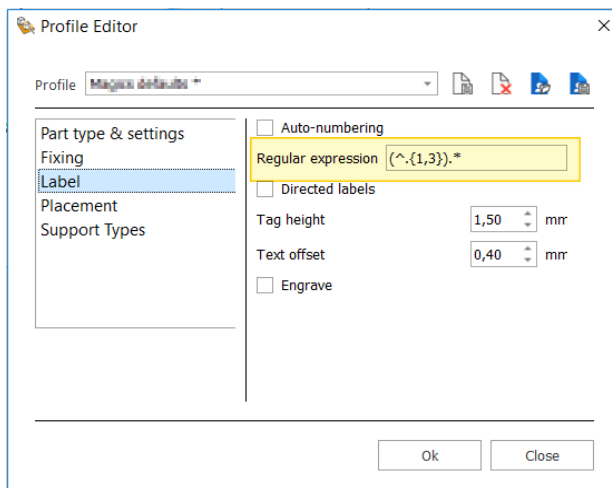 Profile Editor
Profile
Part type & settings
Fixing
Label
Placement
Support Types
Auto-numbering
Regular expression (^.{1,3}).*
Directed labels
Tag height 1,50 mm
Text offset 0,40 mm
Engrave
Ok Close